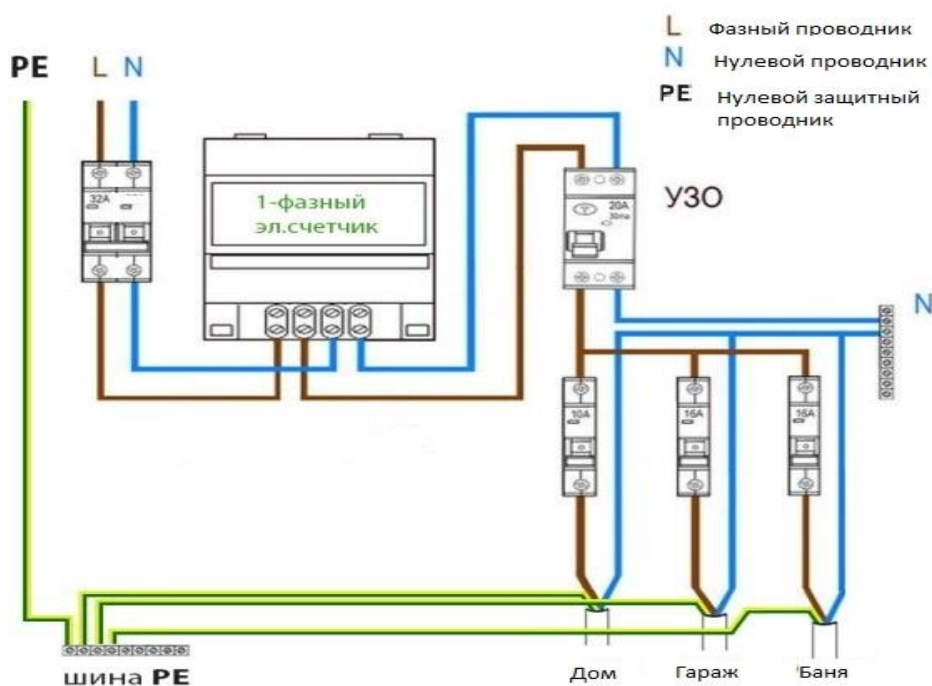 L Фазный проводник
N Нулевой проводник
PE Нулевой защитный
проводник
PE L N
32A
1-фазный
эл.счетчик
20A
30ma
УЗО
N
10A
16A
16A
шина PE
Дом
Гараж
'Баня